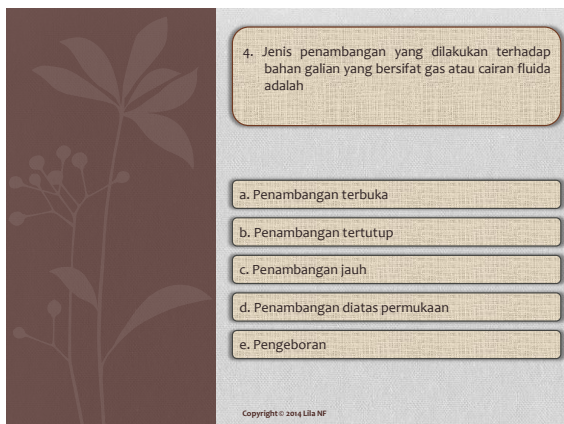 4. Jenis penambangan yang dilakukan terhadap
bahan galian yang bersifat gas atau cairan fluida
adalah
a. Penambangan terbuka
b. Penambangan tertutup
c. Penambangan jauh
d. Penambangan diatas permukaan
e. Pengeboran
Copyright © 2014 Lila NF